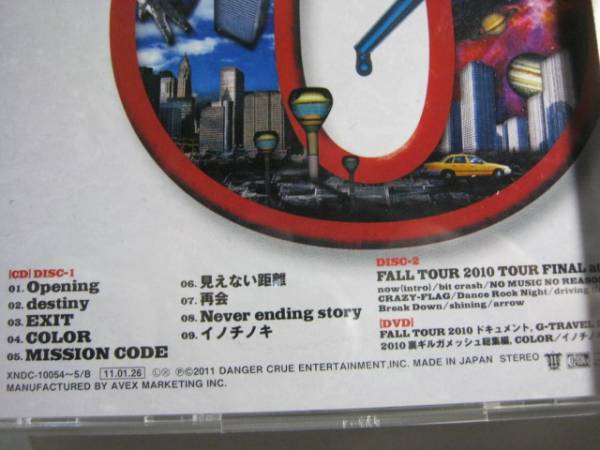 [CD] DISC-1
01. Opening
02. destiny
03. EXIT
04. COLOR
05. MISSION CODE
06. 見えない距離
07. 再会
08. Never ending story
09. イノチノキ
DISC-2
FALL TOUR 2010 TOUR FINAL
now(intro)/bit crash/NO MUSIC NO REASON
CRAZY-FLAG/Dance Rock Night/driving
Break Down/shining/arrow
[DVD]
FALL TOUR 2010 ドキュメント, G-TRAVEL
2010 裏ギルガメッシュ総集編, COLOR/イノチノキ
XNDC-10054~5/B 11.01.26 Ⓛ Ⓧ ℗©2011 DANGER CRUE ENTERTAINMENT, INC. MADE IN JAPAN STEREO
MANUFACTURED BY AVEX MARKETING INC.